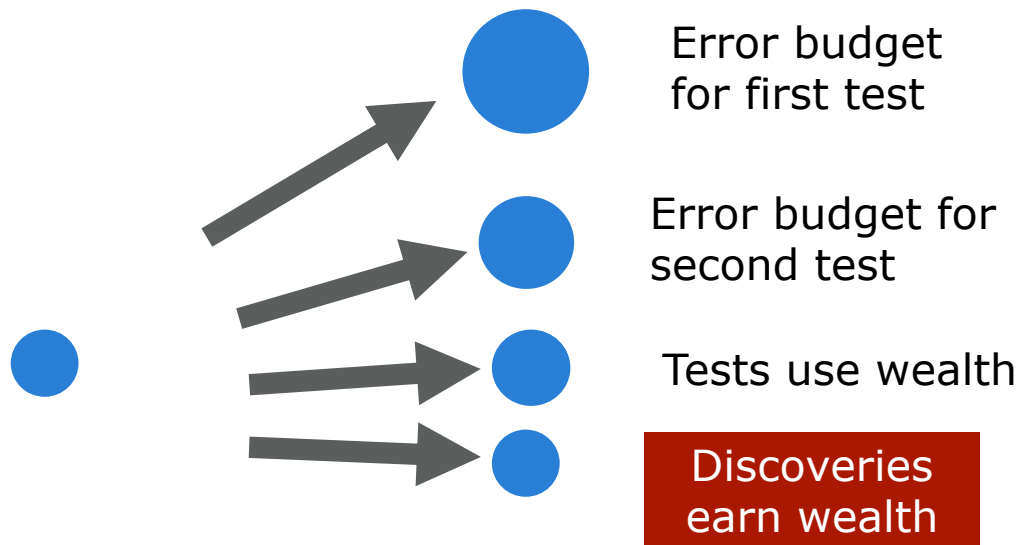 Error budget
for first test
Error budget for
second test
Tests use wealth
Discoveries
earn wealth